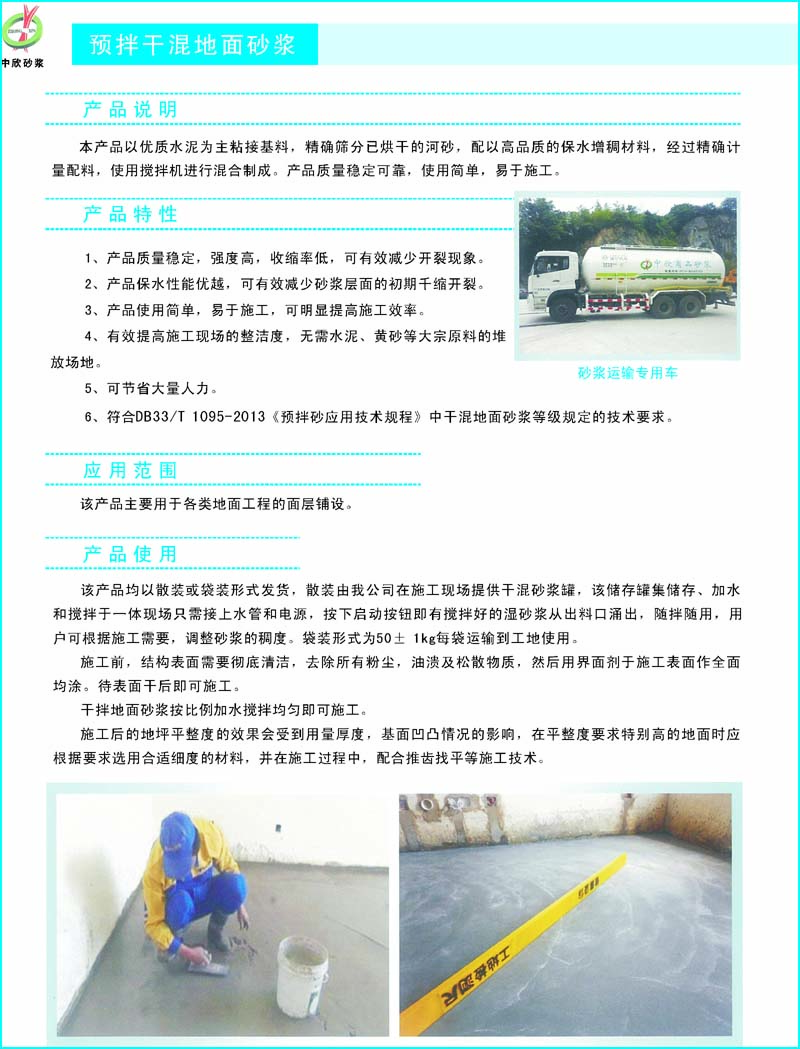 中欣砂浆
预拌干混地面砂浆
产品说明
本产品以优质水泥为主粘接基料，精确筛分已烘干的河砂，配以高品质的保水增稠材料，经过精确计
量配料，使用搅拌机进行混合制成。产品质量稳定可靠，使用简单，易于施工。
产品特性
1、产品质量稳定，强度高，收缩率低，可有效减少开裂现象。
2、产品保水性能优越，可有效减少砂浆层面的初期千缩开裂。
3、产品使用简单，易于施工，可明显提高施工效率。
4、有效提高施工现场的整洁度，无需水泥、黄砂等大宗原料的堆
放场地。
5、可节省大量人力。
6、符合DB33/T 1095-2013《预拌砂应用技术规程》中干混地面砂浆等级规定的技术要求。
中欣商品砂浆
砂浆运输专用车
应用范围
该产品主要用于各类地面工程的面层铺设。
产品使用
该产品均以散装或袋装形式发货，散装由我公司在施工现场提供干混砂浆罐，该储存罐集储存、加水
和搅拌于一体现场只需接上水管和电源，按下启动按钮即有搅拌好的湿砂浆从出料口涌出，随拌随用，用
户可根据施工需要，调整砂浆的稠度。袋装形式为50± 1kg每袋运输到工地使用。
施工前，结构表面需要彻底清洁，去除所有粉尘，油溃及松散物质，然后用界面剂于施工表面作全面
均涂。待表面干后即可施工。
干拌地面砂浆按比例加水搅拌均匀即可施工。
施工后的地坪平整度的效果会受到用量厚度，基面凹凸情况的影响，在平整度要求特别高的地面时应
根据要求选用合适细度的材料，并在施工过程中，配合推齿找平等施工技术。
工地检测尺